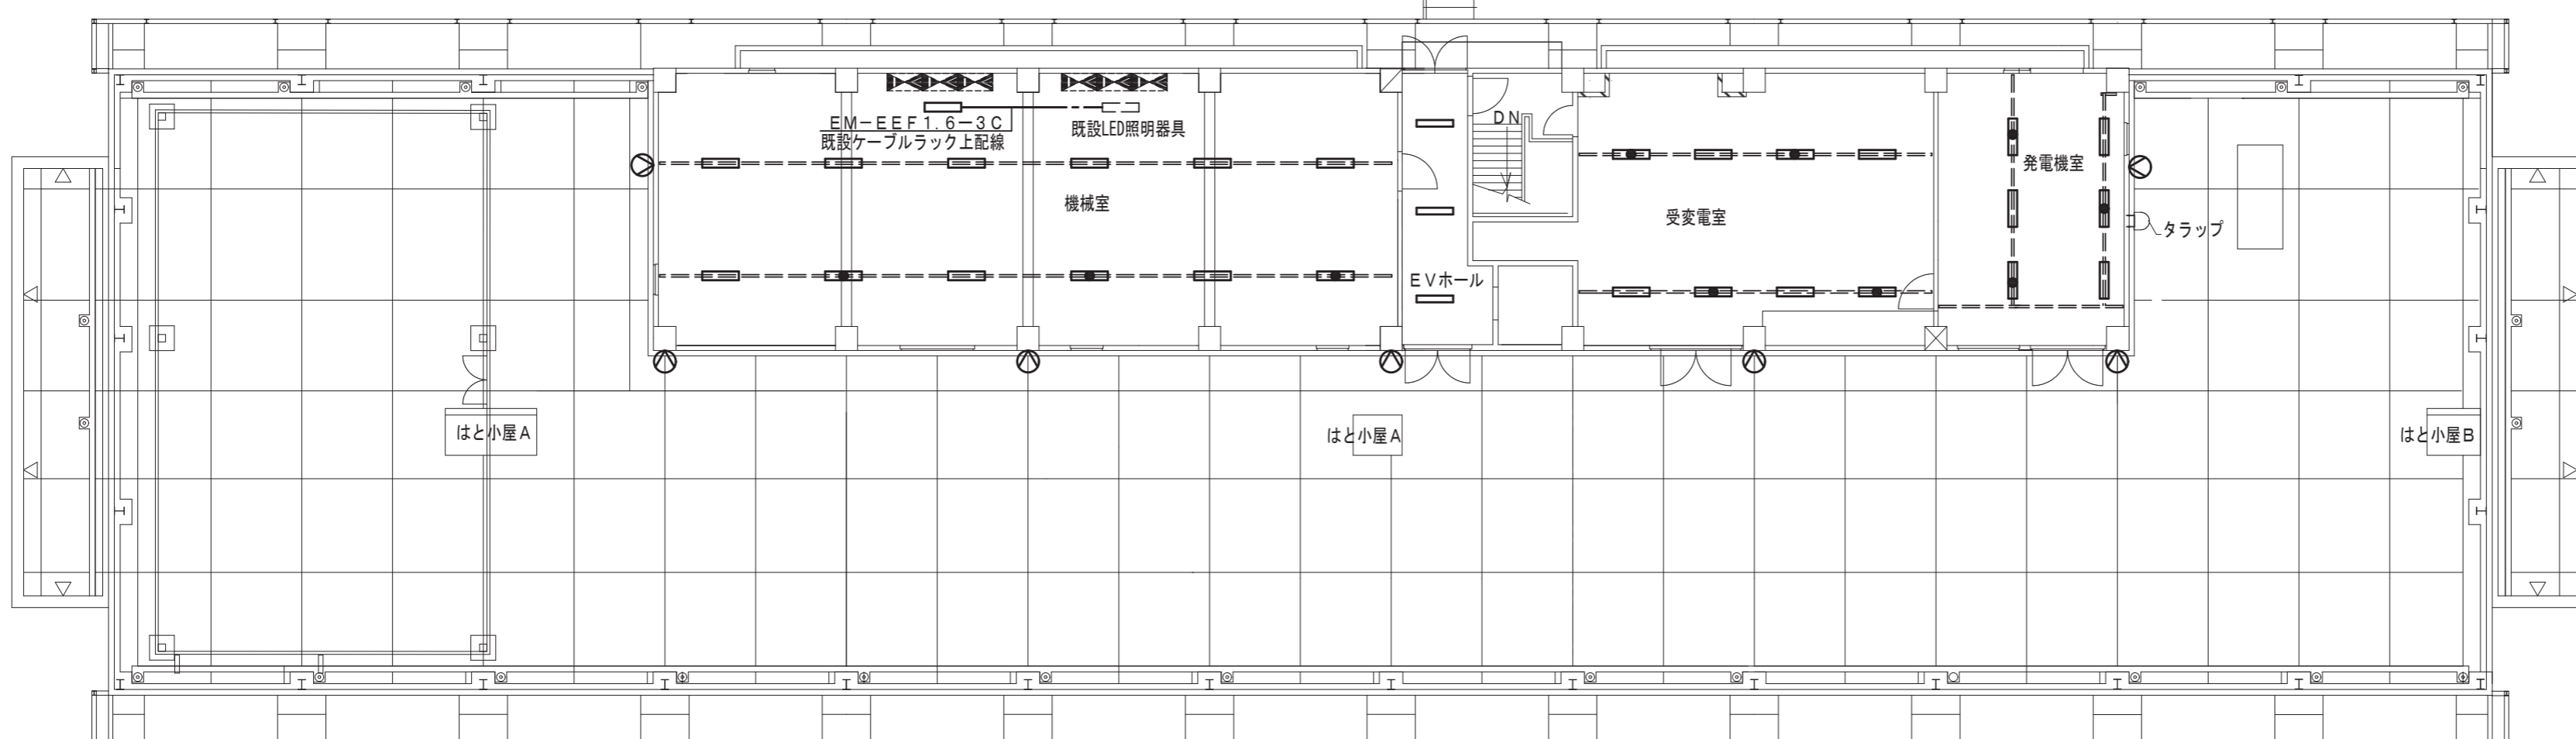 DN
EM-EEF1.6-3C
既設ケーブルラック上配線
既設LED照明器具
発電機室
機械室
受変電室
タラップ
EVホール
はと小屋A
はと小屋A
はと小屋B